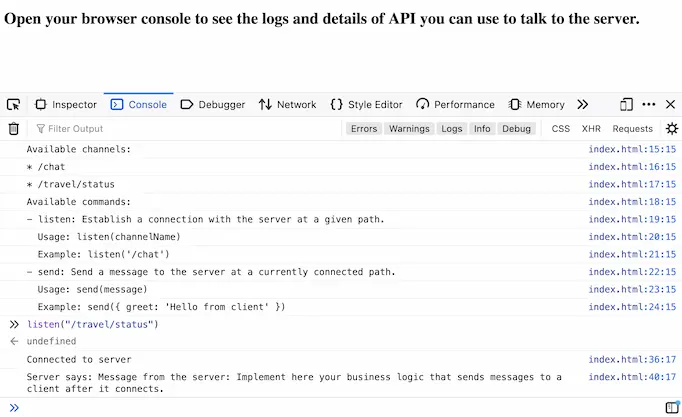 Open your browser console to see the logs and details of API you can use to talk to the server.
Inspector Console Debugger Network Style Editor Performance Memory
Filter Output Errors Warnings Logs Info Debug CSS XHR Requests
Available channels: index.html:15:15
* /chat index.html:16:15
* /travel/status index.html:17:15
Available commands: index.html:18:15
- listen: Establish a connection with the server at a given path. index.html:19:15
Usage: listen(channelName) index.html:20:15
Example: listen('/chat') index.html:21:15
- send: Send a message to the server at a currently connected path. index.html:22:15
Usage: send(message) index.html:23:15
Example: send({ greet: 'Hello from client' }) index.html:24:15
listen("/travel/status")
undefined
Connected to server index.html:36:17
Server says: Message from the server: Implement here your business logic that sends messages to a index.html:40:17
client after it connects.